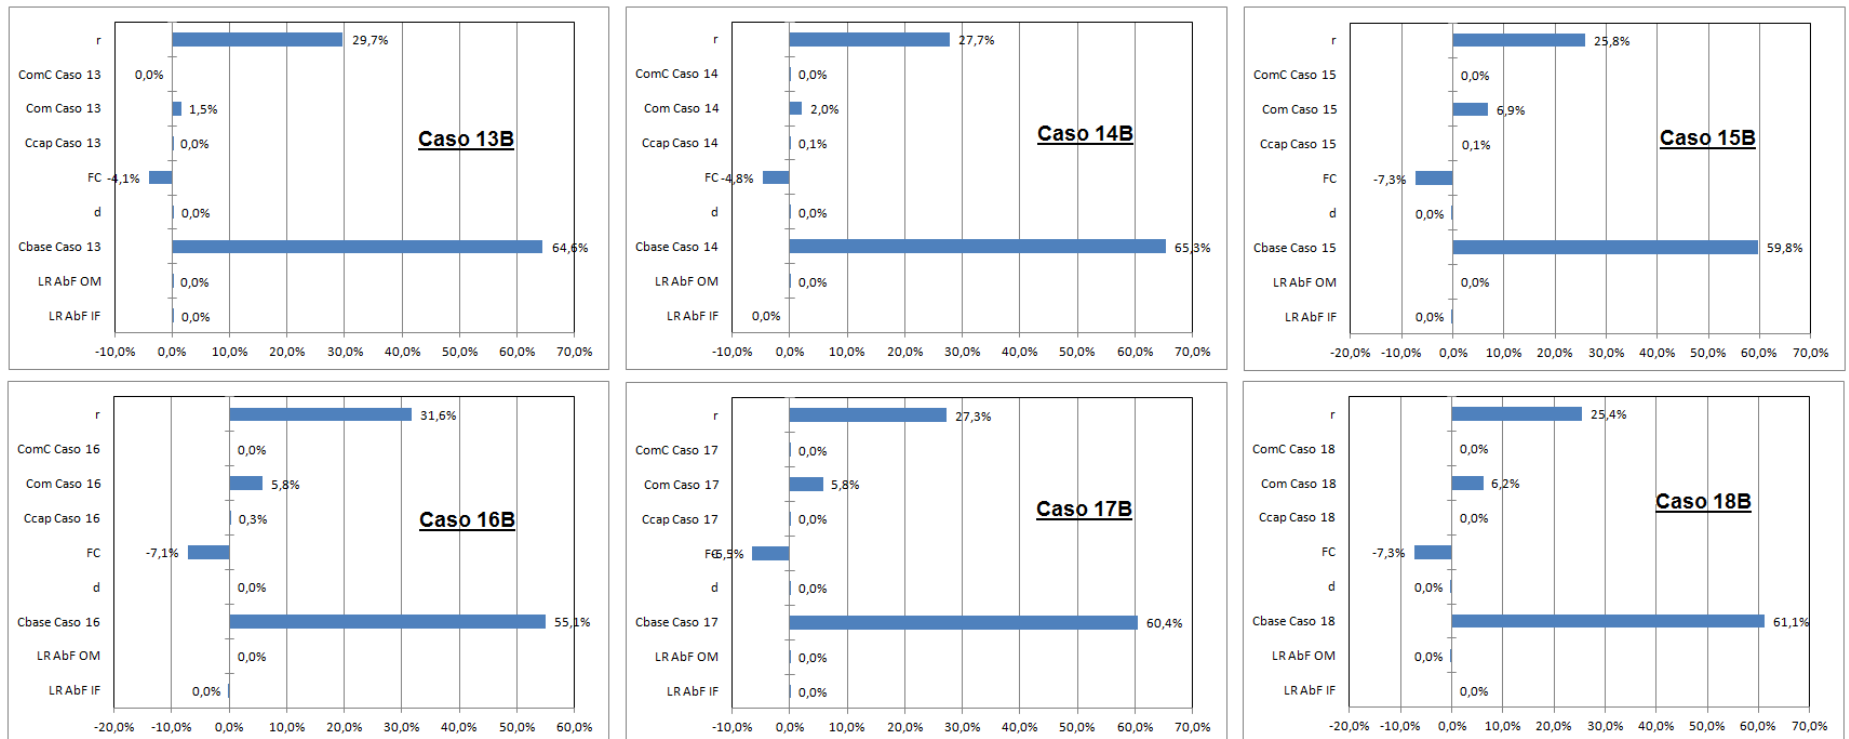 r 29,7%
ComC Caso 13 0,0%
Com Caso 13 1,5%
Ccap Caso 13 0,0%
Caso 13B
FC -4,1%
d 0,0%
Cbase Caso 13 64,6%
LR AbF OM 0,0%
LR AbF IF 0,0%
-10,0% 0,0% 10,0% 20,0% 30,0% 40,0% 50,0% 60,0% 70,0%
r 27,7%
ComC Caso 14 0,0%
Com Caso 14 2,0%
Ccap Caso 14 0,1%
Caso 14B
FC -4,8%
d 0,0%
Cbase Caso 14 65,3%
LR AbF OM 0,0%
LR AbF IF 0,0%
-10,0% 0,0% 10,0% 20,0% 30,0% 40,0% 50,0% 60,0% 70,0%
r 25,8%
ComC Caso 15 0,0%
Com Caso 15 6,9%
Ccap Caso 15 0,1%
Caso 15B
FC -7,3%
d 0,0%
Cbase Caso 15 59,8%
LR AbF OM 0,0%
LR AbF IF 0,0%
-20,0% -10,0% 0,0% 10,0% 20,0% 30,0% 40,0% 50,0% 60,0% 70,0%
r 31,6%
ComC Caso 16 0,0%
Com Caso 16 5,8%
Ccap Caso 16 0,3%
Caso 16B
FC -7,1%
d 0,0%
Cbase Caso 16 55,1%
LR AbF OM 0,0%
LR AbF IF 0,0%
-20,0% -10,0% 0,0% 10,0% 20,0% 30,0% 40,0% 50,0% 60,0%
r 27,3%
ComC Caso 17 0,0%
Com Caso 17 5,8%
Ccap Caso 17 0,0%
Caso 17B
FC -6,5%
d 0,0%
Cbase Caso 17 60,4%
LR AbF OM 0,0%
LR AbF IF 0,0%
-10,0% 0,0% 10,0% 20,0% 30,0% 40,0% 50,0% 60,0% 70,0%
r 25,4%
ComC Caso 18 0,0%
Com Caso 18 6,2%
Ccap Caso 18 0,0%
Caso 18B
FC -7,3%
d 0,0%
Cbase Caso 18 61,1%
LR AbF OM 0,0%
LR AbF IF 0,0%
-20,0% -10,0% 0,0% 10,0% 20,0% 30,0% 40,0% 50,0% 60,0% 70,0%